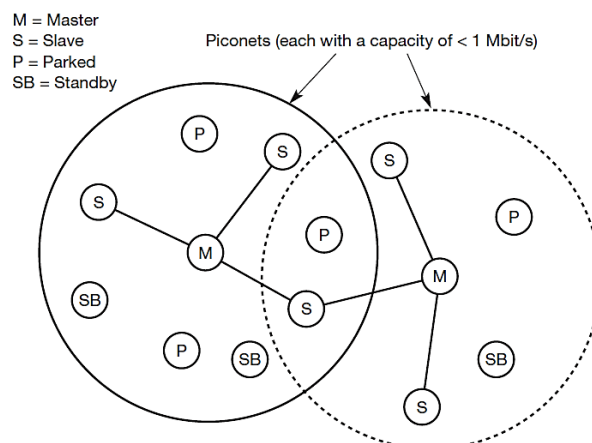 M = Master
S = Slave
P = Parked
SB = Standby
Piconets (each with a capacity of < 1 Mbit/s)
P
S
S
S
P
P
M
M
SB
S
P
SB
SB
S